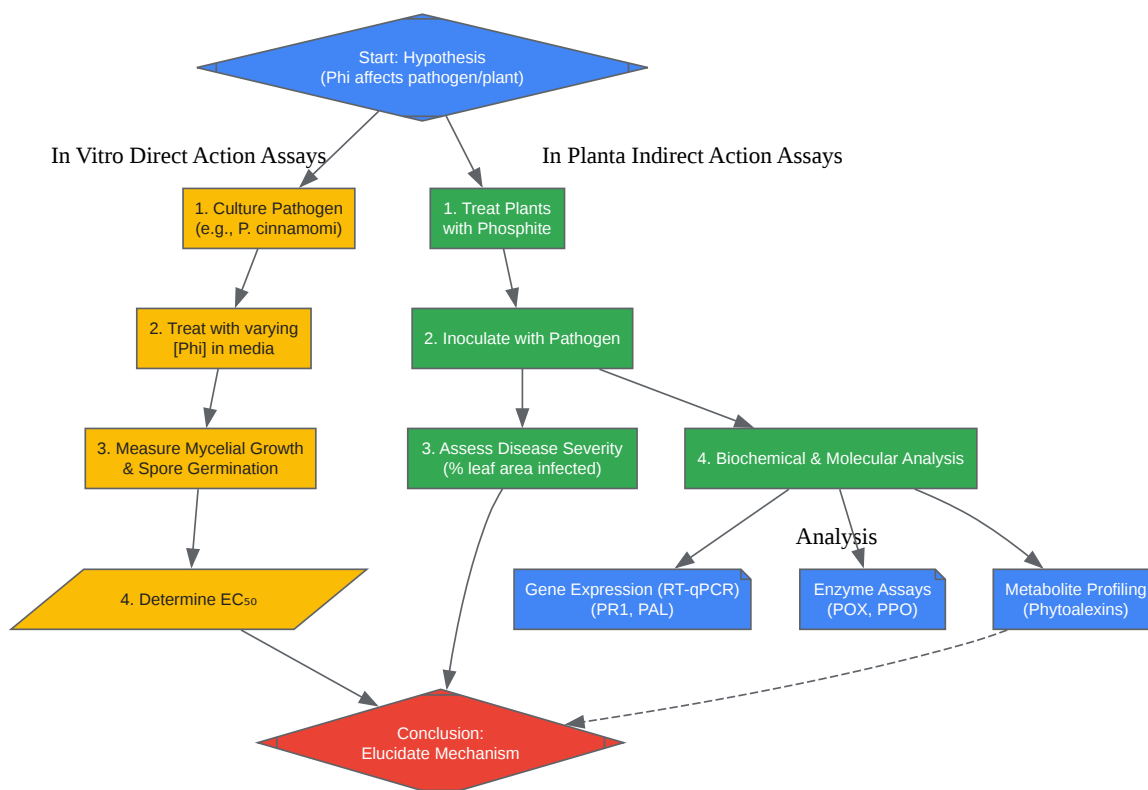 Start: Hypothesis
(Phi affects pathogen/plant)
In Vitro Direct Action Assays
In Planta Indirect Action Assays
1. Culture Pathogen
(e.g., P. cinnamomi)
1. Treat Plants
with Phosphite
2. Treat with varying
[Phi] in media
2. Inoculate with Pathogen
3. Measure Mycelial Growth
& Spore Germination
3. Assess Disease Severity
(% leaf area infected)
4. Biochemical & Molecular Analysis
Analysis
4. Determine EC₅₀
Gene Expression (RT-qPCR)
(PR1, PAL)
Enzyme Assays
(POX, PPO)
Metabolite Profiling
(Phytoalexins)
Conclusion:
Elucidate Mechanism